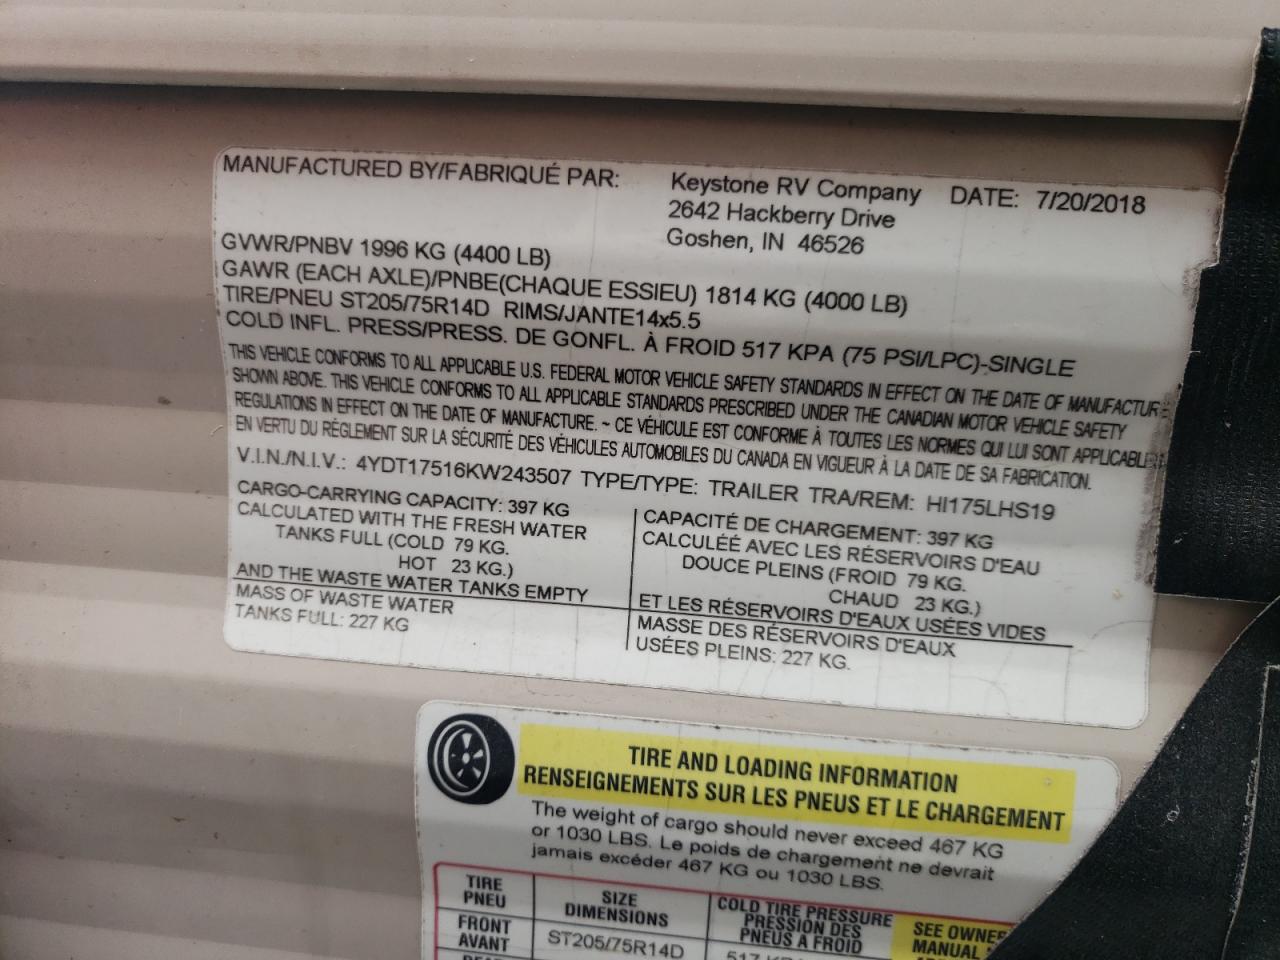 MANUFACTURED BY/FABRIQUÉ PAR: Keystone RV Company DATE: 7/20/2018
2642 Hackberry Drive
Goshen, IN 46526
GVWR/PNBV 1996 KG (4400 LB)
GAWR (EACH AXLE)/PNBE(CHAQUE ESSIEU) 1814 KG (4000 LB)
TIRE/PNEU ST205/75R14D RIMS/JANTE14x5.5
COLD INFL. PRESS/PRESS. DE GONFL. À FROID 517 KPA (75 PSI/LPC)-SINGLE
THIS VEHICLE CONFORMS TO ALL APPLICABLE U.S. FEDERAL MOTOR VEHICLE SAFETY STANDARDS IN EFFECT ON THE DATE OF MANUFACTURE
SHOWN ABOVE. THIS VEHICLE CONFORMS TO ALL APPLICABLE STANDARDS PRESCRIBED UNDER THE CANADIAN MOTOR VEHICLE SAFETY
REGULATIONS IN EFFECT ON THE DATE OF MANUFACTURE. ~ CE VÉHICULE EST CONFORME À TOUTES LES NORMES QUI LUI SONT APPLICABLES
EN VERTU DU RÉGLEMENT SUR LA SÉCURITÉ DES VÉHICULES AUTOMOBILES DU CANADA EN VIGUEUR À LA DATE DE SA FABRICATION.
V.I.N./N.I.V.: 4YDT17516KW243507 TYPE/TYPE: TRAILER TRA/REM: HI175LHS19
CARGO-CARRYING CAPACITY: 397 KG
CALCULATED WITH THE FRESH WATER
TANKS FULL (COLD 79 KG.
HOT 23 KG.)
AND THE WASTE WATER TANKS EMPTY
MASS OF WASTE WATER
TANKS FULL: 227 KG
CAPACITÉ DE CHARGEMENT: 397 KG
CALCULÉE AVEC LES RÉSERVOIRS D'EAU
DOUCE PLEINS (FROID 79 KG.
CHAUD 23 KG.)
ET LES RÉSERVOIRS D'EAUX USÉES VIDES
MASSE DES RÉSERVOIRS D'EAUX
USÉES PLEINS: 227 KG.
TIRE AND LOADING INFORMATION
RENSEIGNEMENTS SUR LES PNEUS ET LE CHARGEMENT
The weight of cargo should never exceed 467 KG
or 1030 LBS. Le poids de chargement ne devrait
jamais excéder 467 KG ou 1030 LBS.
TIRE
PNEU
SIZE
DIMENSIONS
COLD TIRE PRESSURE
PRESSION DES
PNEUS A FROID
SEE OWNER
MANUAL
FRONT
AVANT
ST205/75R14D
517